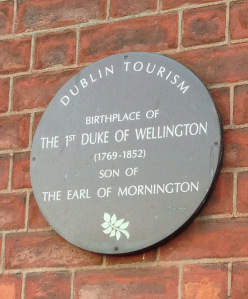 DUBLIN TOURISM
BIRTHPLACE OF
THE 1ST DUKE OF WELLINGTON
(1769-1852)
SON OF
THE EARL OF MORNINGTON